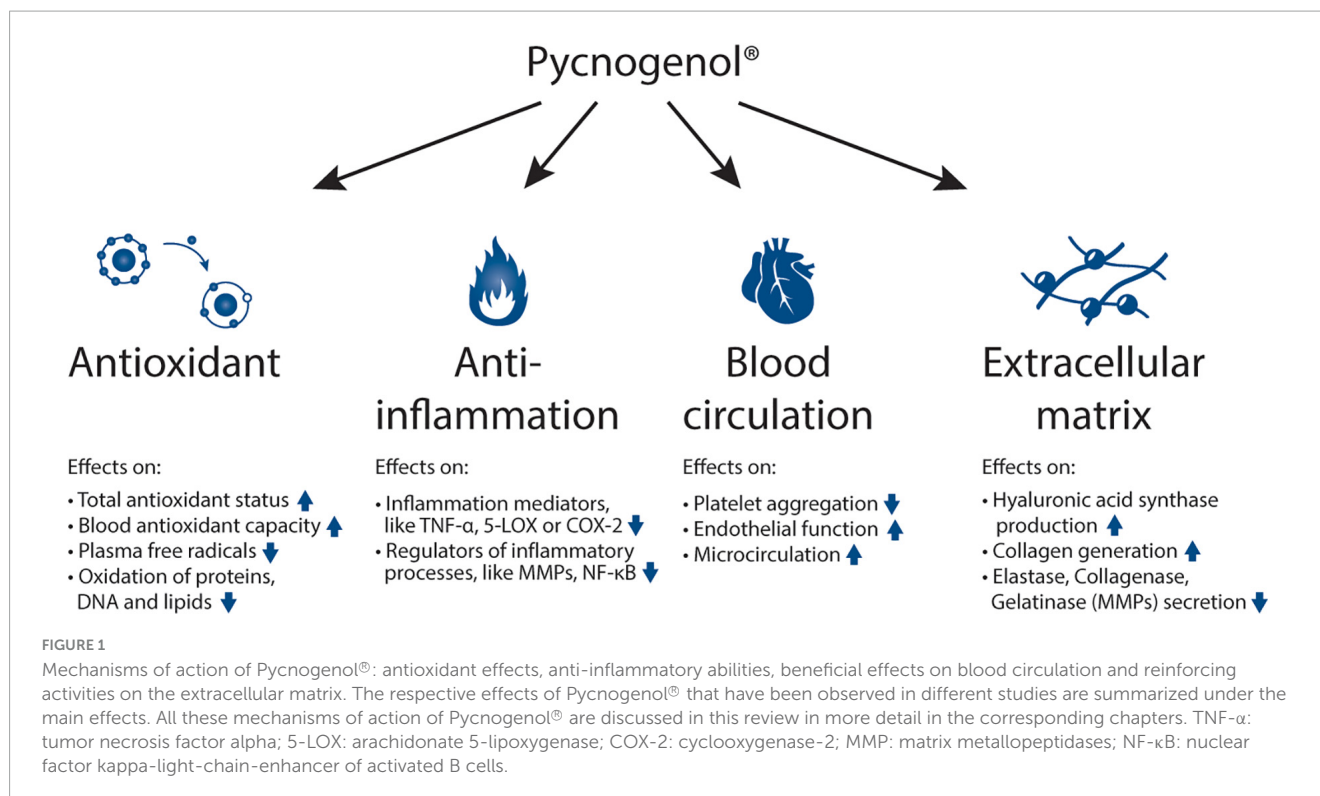 Pycnogenol®
Antioxidant
Effects on:
• Total antioxidant status
• Blood antioxidant capacity
• Plasma free radicals
• Oxidation of proteins,
DNA and lipids
Anti-
inflammation
Effects on:
• Inflammation mediators,
like TNF-α, 5-LOX or COX-2
• Regulators of inflammatory
processes, like MMPs, NF-κB
Blood
circulation
Effects on:
• Platelet aggregation
• Endothelial function
• Microcirculation
Extracellular
matrix
Effects on:
• Hyaluronic acid synthase
production
• Collagen generation
• Elastase, Collagenase,
Gelatinase (MMPs) secretion
FIGURE 1
Mechanisms of action of Pycnogenol®: antioxidant effects, anti-inflammatory abilities, beneficial effects on blood circulation and reinforcing
activities on the extracellular matrix. The respective effects of Pycnogenol® that have been observed in different studies are summarized under the
main effects. All these mechanisms of action of Pycnogenol® are discussed in this review in more detail in the corresponding chapters. TNF-α:
tumor necrosis factor alpha; 5-LOX: arachidonate 5-lipoxygenase; COX-2: cyclooxygenase-2; MMP: matrix metallopeptidases; NF-κB: nuclear
factor kappa-light-chain-enhancer of activated B cells.